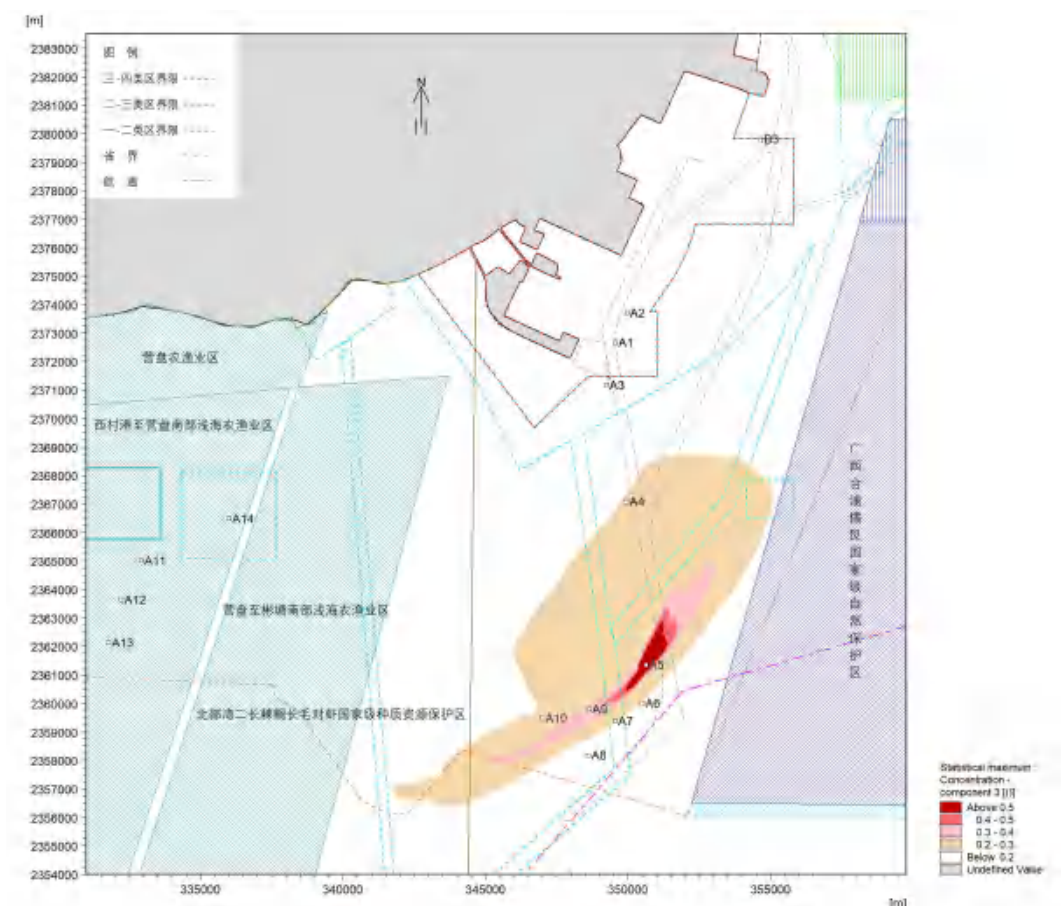 [m]
2383000
2382000
2381000
2380000
2379000
2378000
2377000
2376000
2375000
2374000
2373000
2372000
2371000
2370000
2369000
2368000
2367000
2366000
2365000
2364000
2363000
2362000
2361000
2360000
2359000
2358000
2357000
2356000
2355000
2354000
图 例
三-四类区界限
二-三类区界限
一-二类区界限
省 界
航 道
N
B3
A2
A1
A3
营盘农渔业区
西村港至营盘南部浅海农渔业区
A4
A14
A11
A12
A13
营盘至彬塘南部浅海农渔业区
A5
A6
A9
A10
A7
A8
北部湾二长棘鲷长毛对虾国家级种质资源保护区
广西合浦儒艮国家级自然保护区
335000
340000
345000
350000
355000
[m]
Statistical maximum :
Concentration -
component 3 [()]
Above 0.5
0.4 - 0.5
0.3 - 0.4
0.2 - 0.3
Below 0.2
Undefined Value